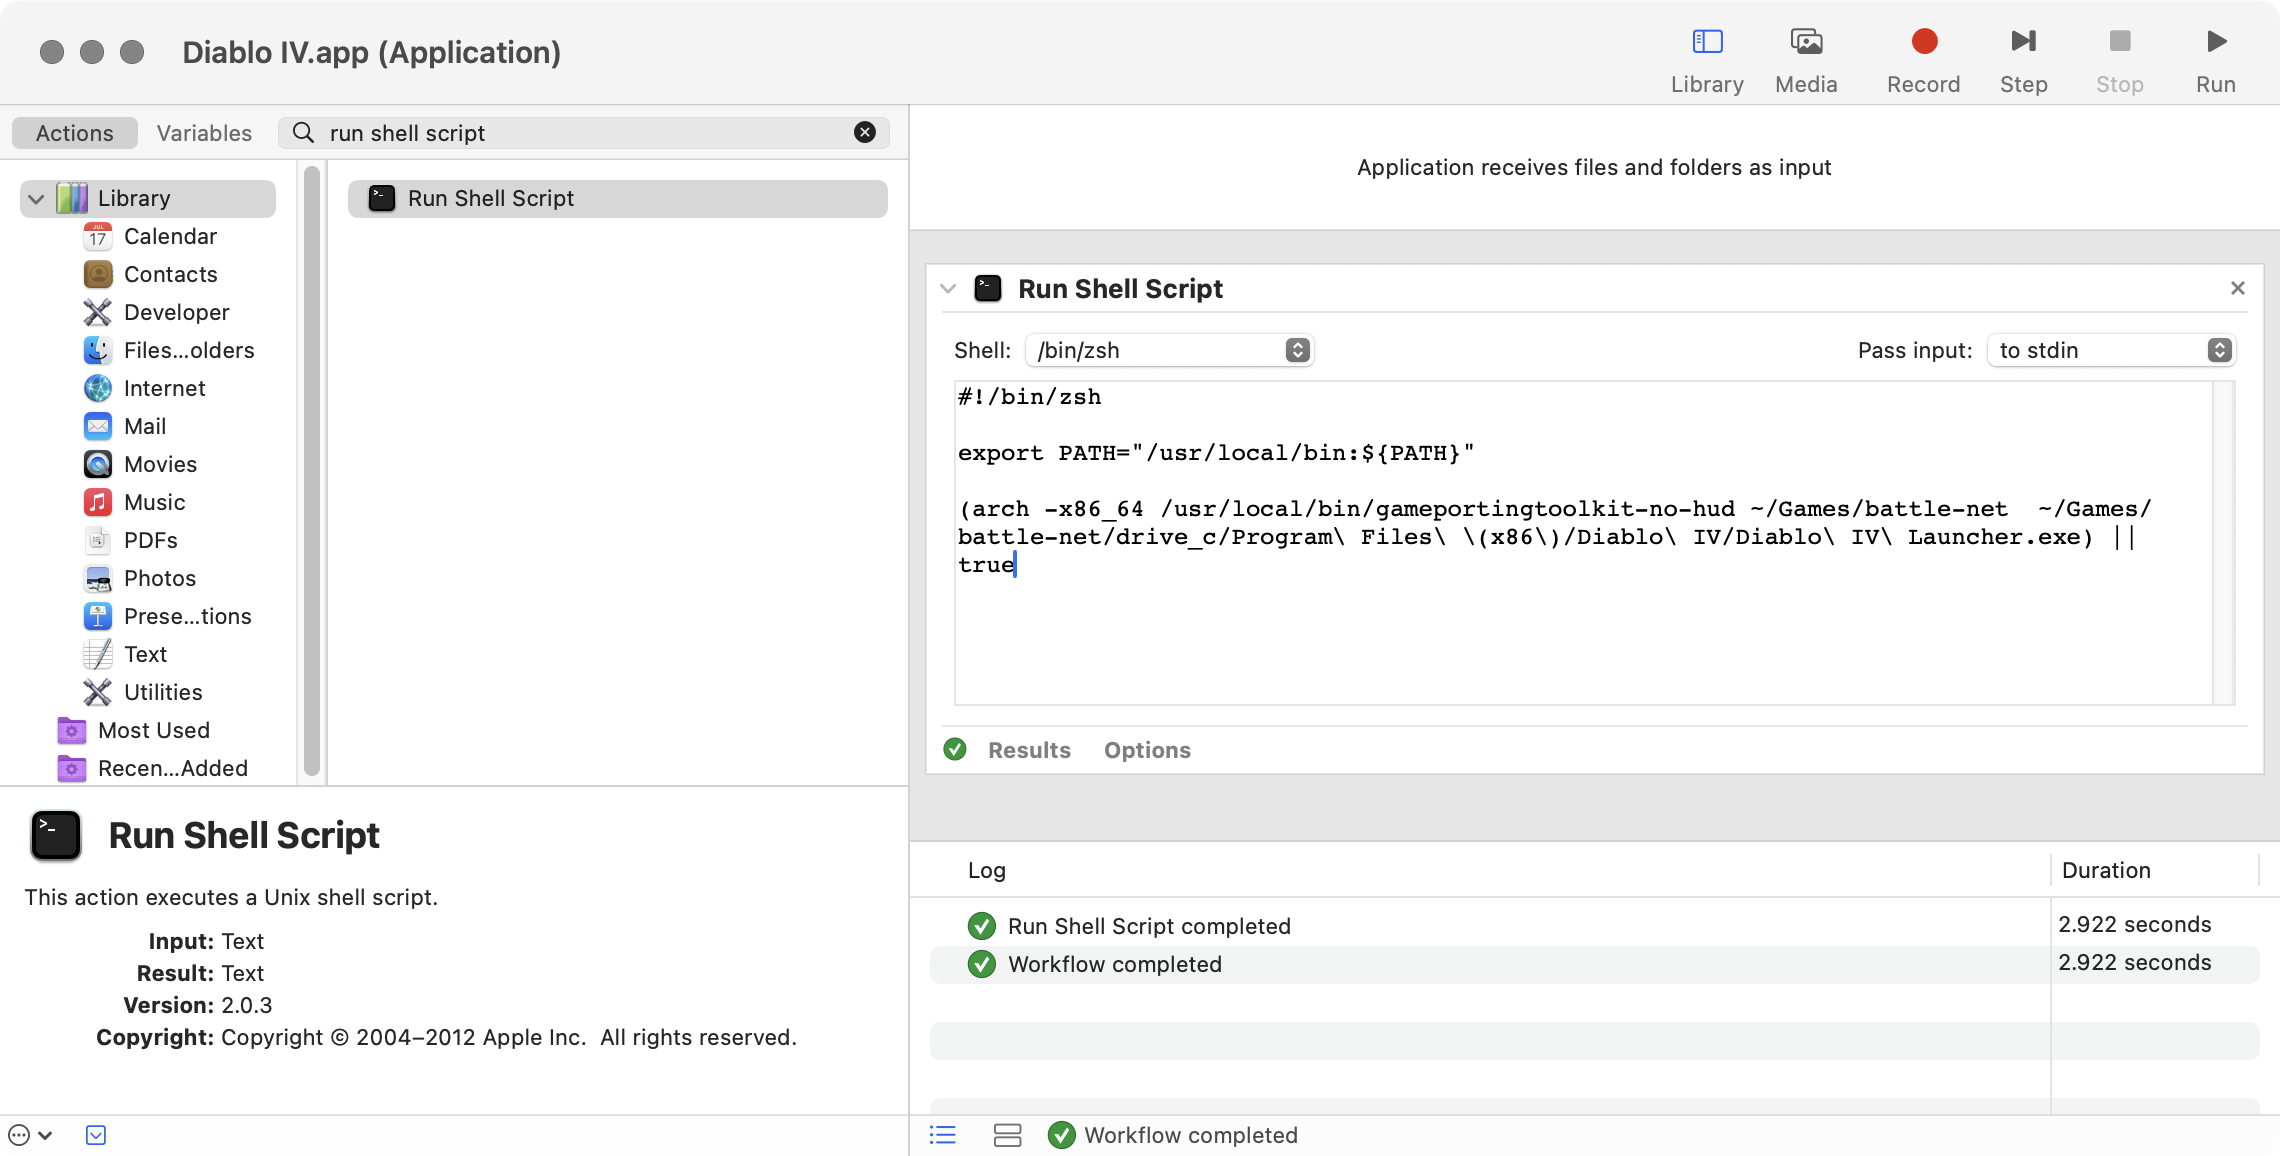 Diablo IV.app (Application)
Library
Media
Record
Step
Stop
Run
Actions
Variables
run shell script
Library
JUL
17
Calendar
Contacts
Developer
Files...olders
Internet
Mail
Movies
Music
PDFs
Photos
Prese...tions
Text
Utilities
Most Used
Recen...Added
Run Shell Script
Run Shell Script
This action executes a Unix shell script.
Input: Text
Result: Text
Version: 2.0.3
Copyright: Copyright © 2004–2012 Apple Inc.  All rights reserved.
Application receives files and folders as input
Run Shell Script
Shell: /bin/zsh
Pass input: to stdin
#!/bin/zsh
export PATH="/usr/local/bin:${PATH}"
(arch -x86_64 /usr/local/bin/gameportingtoolkit-no-hud ~/Games/battle-net  ~/Games/
battle-net/drive_c/Program\ Files\ \(x86\)/Diablo\ IV/Diablo\ IV\ Launcher.exe) ||
true
Results
Options
Log
Duration
Run Shell Script completed
2.922 seconds
Workflow completed
2.922 seconds
Workflow completed